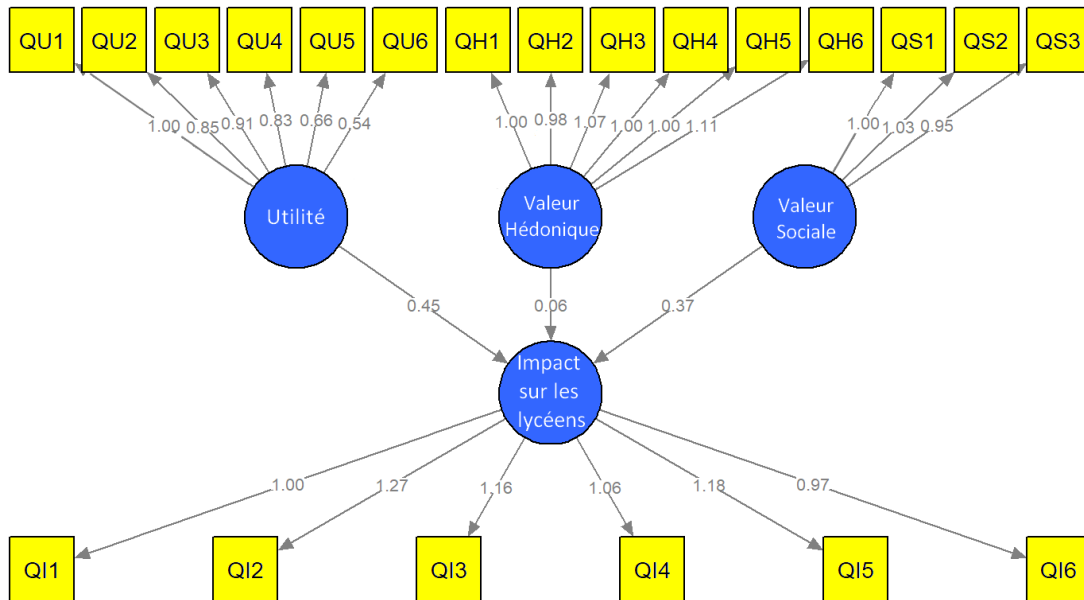 QU1 QU2 QU3 QU4 QU5 QU6 QH1 QH2 QH3 QH4 QH5 QH6 QS1 QS2 QS3
1.00 0.85 0.91 0.83 0.66 0.54 1.00 0.98 1.07 1.00 1.00 1.11 1.00 1.03 0.95
Utilité
Valeur
Hédonique
Valeur
Sociale
0.45 0.06 0.37
Impact
sur les
lycéens
1.00 1.27 1.16 1.06 1.18 0.97
QI1 QI2 QI3 QI4 QI5 QI6